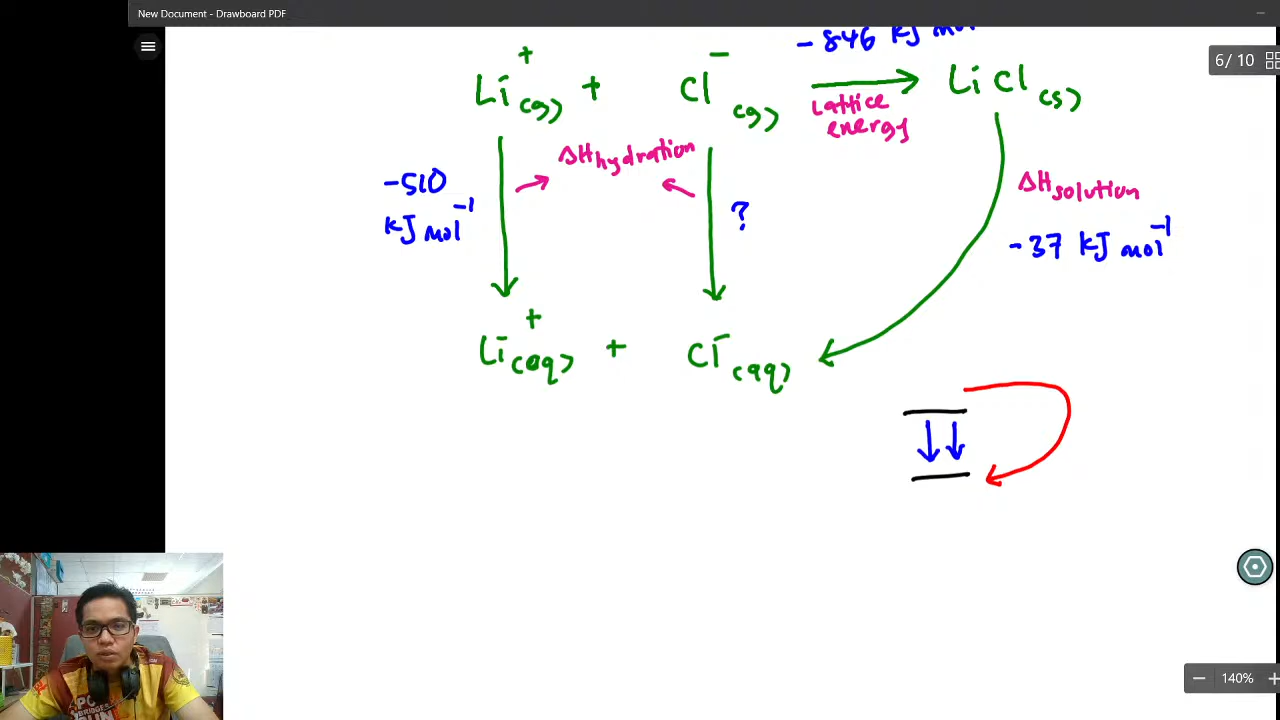 New Document - Drawboard PDF
6/ 10
- 846 KJ mol
Li⁺(g) + Cl⁻(g) → LiCl(s)
Lattice
energy
ΔHhydration
-510
KJ mol⁻¹
?
ΔHsolution
-37 KJ mol⁻¹
Li⁺(aq) + Cl⁻(aq)
140%